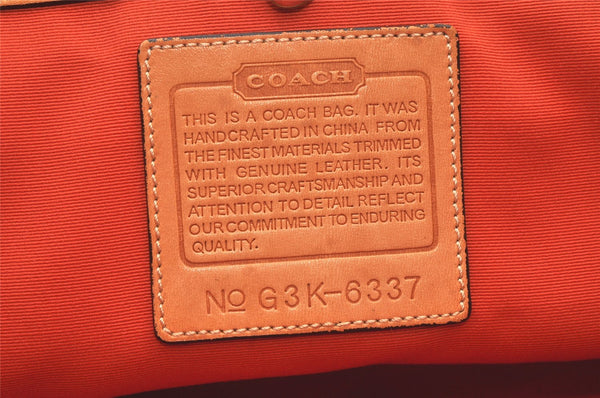 COACH
THIS IS A COACH BAG. IT WAS
HANDCRAFTED IN CHINA FROM
THE FINEST MATERIALS TRIMMED
WITH GENUINE LEATHER. ITS
SUPERIOR CRAFTSMANSHIP AND
ATTENTION TO DETAIL REFLECT
OUR COMMITMENT TO ENDURING
QUALITY.
No G3K-6337